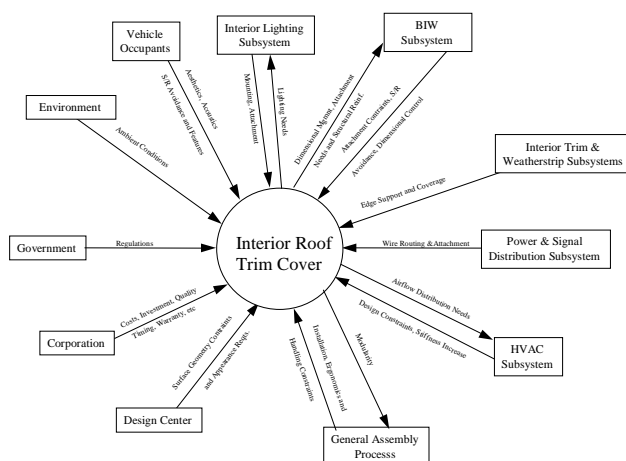 Vehicle
Occupants
Interior Lighting
Subsystem
BIW
Subsystem
Environment
Interior Trim &
Weatherstrip Subsystems
Government
Power & Signal
Distribution Subsystem
Corporation
HVAC
Subsystem
Design Center
General Assembly
Processs
Interior Roof
Trim Cover
Aesthetics, Acoustics
S/R Avoidance and Features
Mounting, Attachment
Lighting Needs
Dimensional Mgmt, Attachment
Needs and Structural Reinf.
Attachment Constraints, S/R
Avoidance, Dimensional Control
Ambient Conditions
Edge Support and Coverage
Regulations
Wire Routing & Attachment
Airflow Distribution Needs
Design Constraints, Stiffness Increase
Costs, Investment, Quality
Timing, Warranty, etc
Surface Geometry Contraints
and Appearance Reqts.
Installation, Ergonomics and
Handling Constraints
Modularity